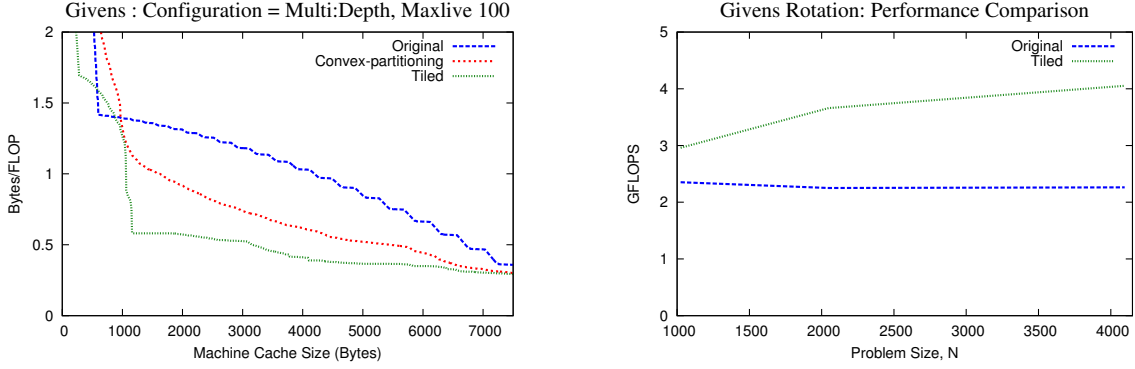 Givens : Configuration = Multi:Depth, Maxlive 100
2
1.5
1
0.5
0
Bytes/FLOP
Original
Convex-partitioning
Tiled
0 1000 2000 3000 4000 5000 6000 7000
Machine Cache Size (Bytes)
Givens Rotation: Performance Comparison
5
4
3
2
1
0
GFLOPS
Original
Tiled
1000 1500 2000 2500 3000 3500 4000
Problem Size, N